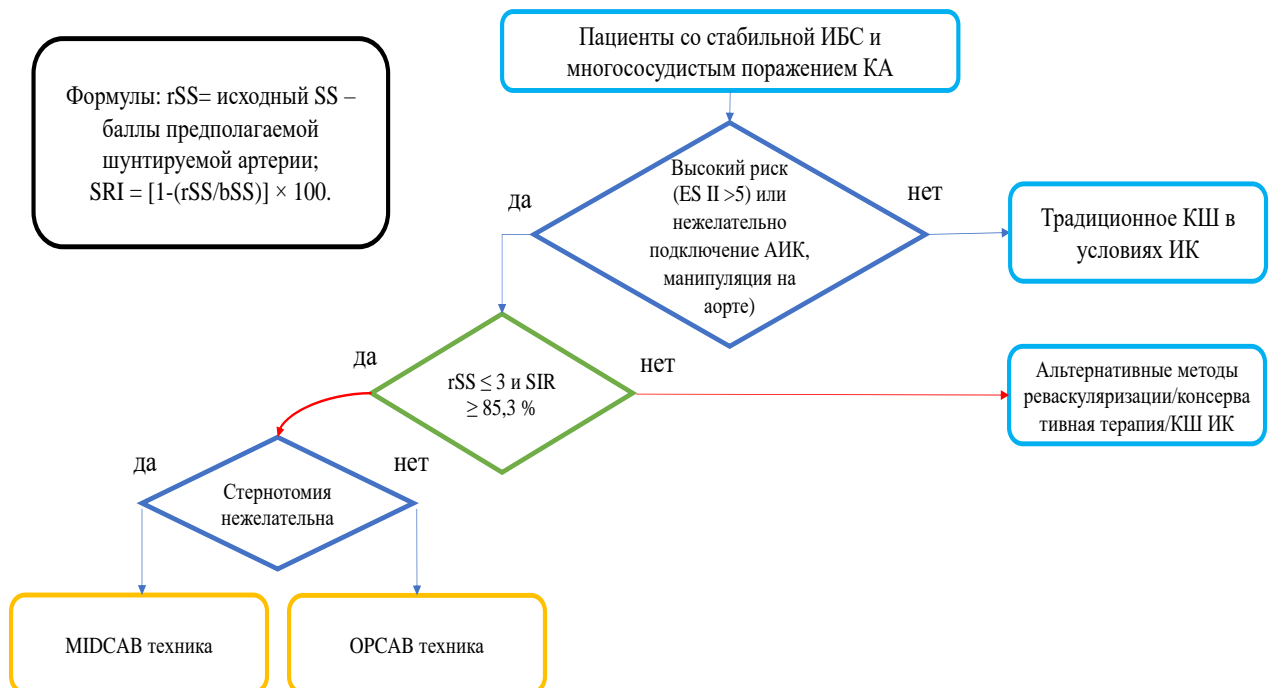 Формулы: rSS= исходный SS –
баллы предполагаемой
шунтируемой артерии;
SRI = [1-(rSS/bSS)] × 100.
Пациенты со стабильной ИБС и
многососудистым поражением КА
Высокий риск
(ES II >5) или
нежелательно
подключение АИК,
манипуляция на
аорте)
да
нет
Традиционное КШ в
условиях ИК
rSS ≤ 3 и SIR
≥ 85,3 %
да
нет
Альтернативные методы
реваскуляризации/консерва
тивная терапия/КШ ИК
Стернотомия
нежелательна
да
нет
MIDCAB техника
OPCAB техника